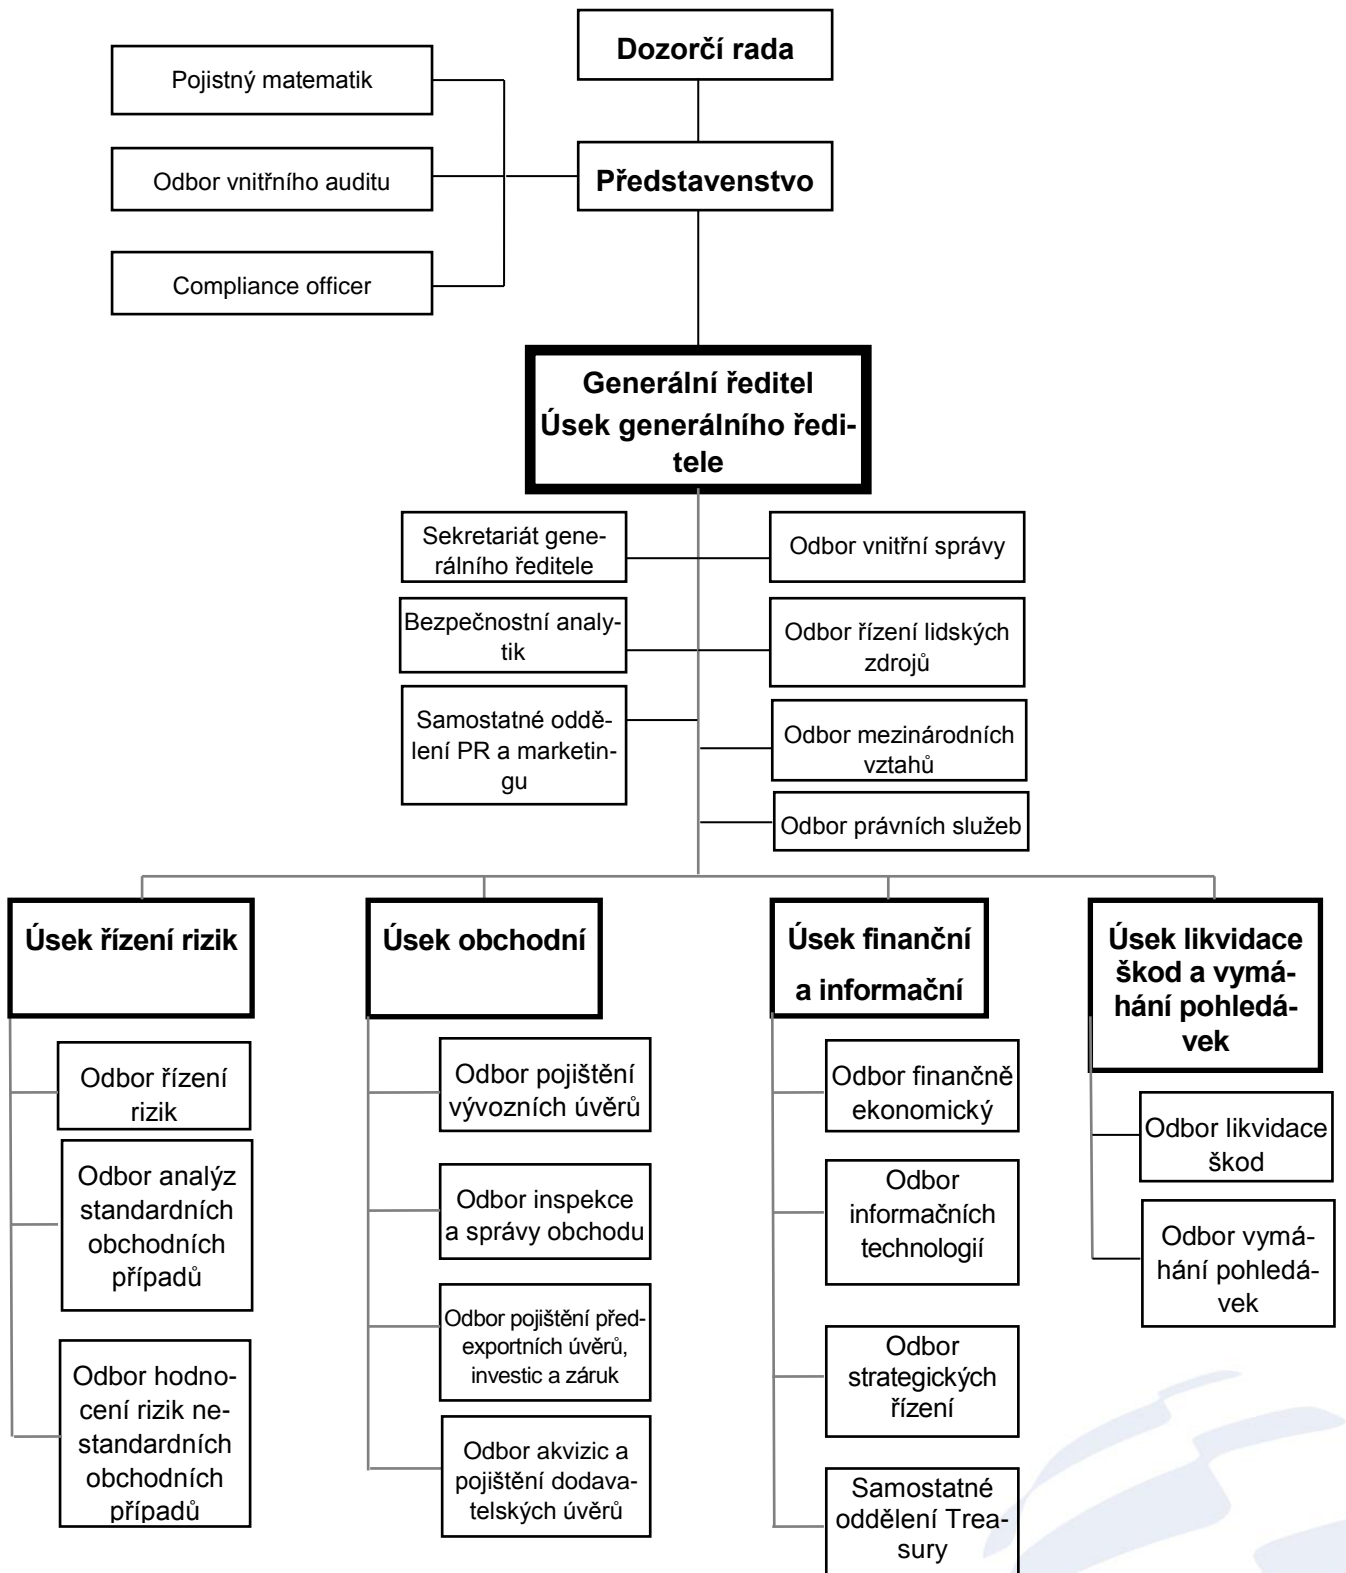 Dozorčí rada
Pojistný matematik
Odbor vnitřního auditu
Představenstvo
Compliance officer
Generální ředitel
Úsek generálního ředi-
tele
Sekretariát gene-
rálního ředitele
Odbor vnitřní správy
Bezpečnostní analy-
tik
Odbor řízení lidských
zdrojů
Samostatné oddě-
lení PR a marketin-
gu
Odbor mezinárodních
vztahů
Odbor právních služeb
Úsek řízení rizik
Odbor řízení
rizik
Odbor analýz
standardních
obchodních
případů
Odbor hodno-
cení rizik ne-
standardních
obchodních
případů
Úsek obchodní
Odbor pojištění
vývozních úvěrů
Odbor inspekce
a správy obchodu
Odbor pojištění před-
exportních úvěrů,
investic a záruk
Odbor akvizic a
pojištění dodava-
telských úvěrů
Úsek finanční
a informační
Odbor finančně
ekonomický
Odbor
informačních
technologií
Odbor
strategických
řízení
Samostatné
oddělení Trea-
sury
Úsek likvidace
škod a vymá-
hání pohledá-
vek
Odbor likvidace
škod
Odbor vymá-
hání pohledá-
vek